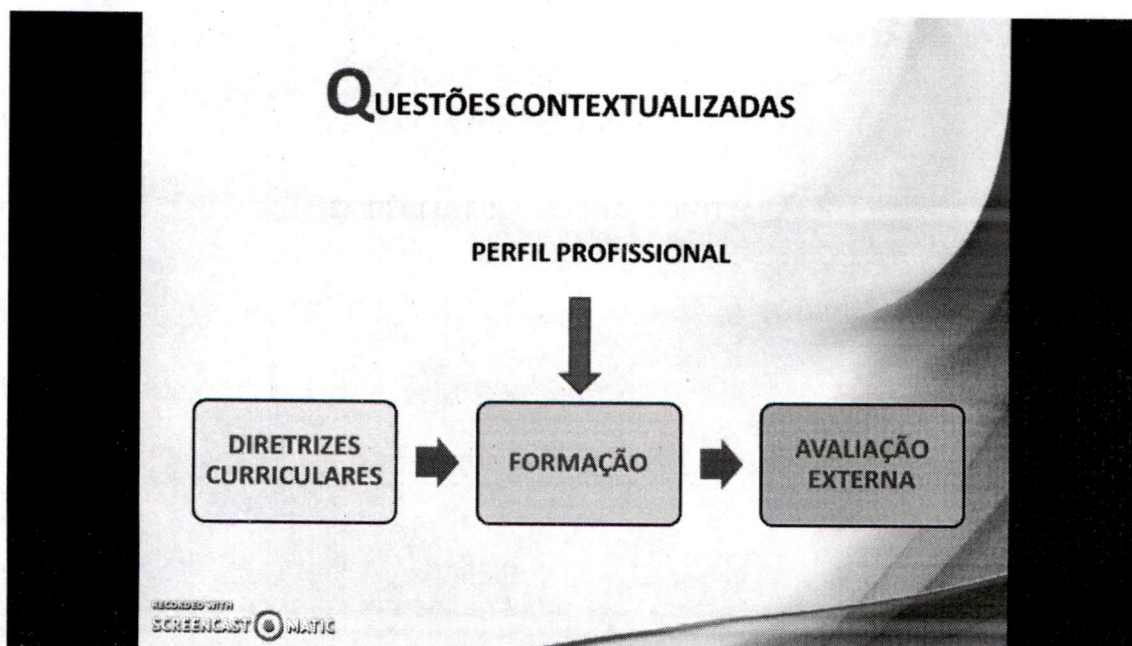 QUESTÕES CONTEXTUALIZADAS
PERFIL PROFISSIONAL
DIRETRIZES
CURRICULARES
FORMAÇÃO
AVALIAÇÃO
EXTERNA
RECORDED WITH
SCREENCAST MATIC